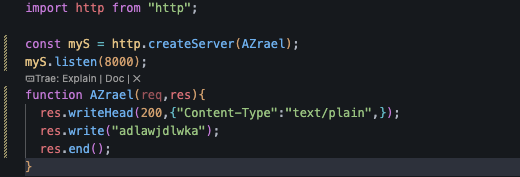 import http from "http";
const myS = http.createServer(AZrael);
myS.listen(8000);
Trae: Explain | Doc | X
function AZrael(req,res){
res.writeHead(200,{"Content-Type":"text/plain",});
res.write("adlawjdlwka");
res.end();
}